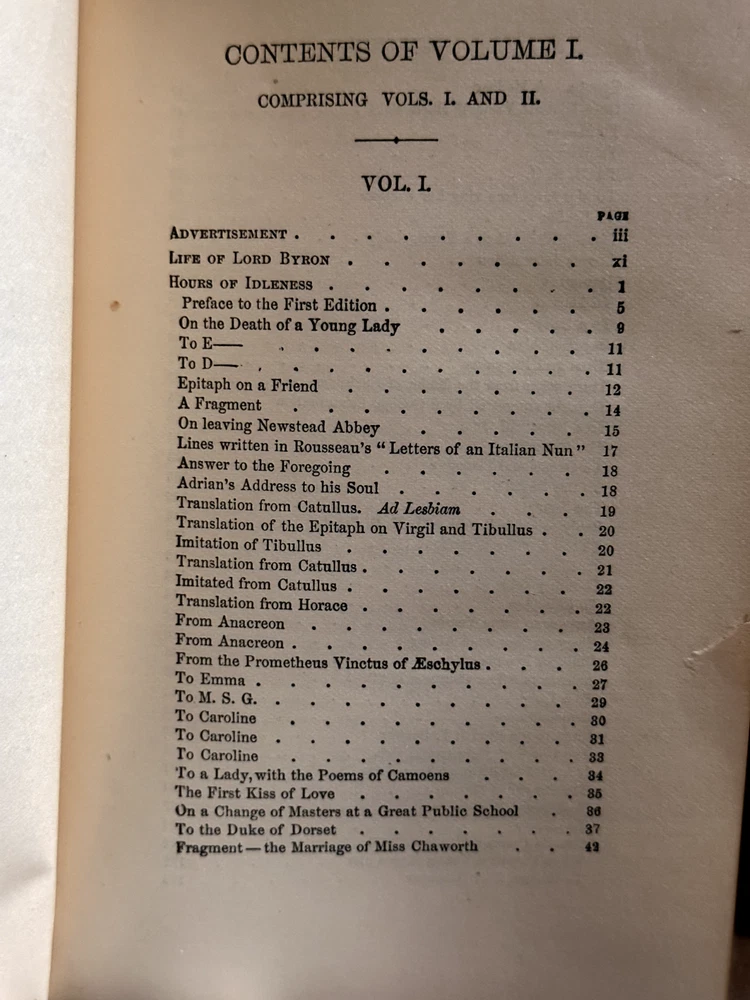 CONTENTS OF VOLUME I.
COMPRISING VOLS. I. AND II.
VOL. I.
PAGE
ADVERTISEMENT . . . . . . . . . iii
LIFE OF LORD BYRON . . . . . . . xi
HOURS OF IDLENESS . . . . . . . . 1
Preface to the First Edition . . . . . . 5
On the Death of a Young Lady . . . . . 9
To E—— . . . . . . . . . 11
To D—— . . . . . . . . . 11
Epitaph on a Friend . . . . . . . 12
A Fragment . . . . . . . . . 14
On leaving Newstead Abbey . . . . . 15
Lines written in Rousseau's "Letters of an Italian Nun" 17
Answer to the Foregoing . . . . . . 18
Adrian's Address to his Soul . . . . . 18
Translation from Catullus. Ad Lesbiam . . . 19
Translation of the Epitaph on Virgil and Tibullus . . 20
Imitation of Tibullus . . . . . . . 20
Translation from Catullus . . . . . . . 21
Imitated from Catullus . . . . . . . 22
Translation from Horace . . . . . . . 22
From Anacreon . . . . . . . . 23
From Anacreon . . . . . . . . . 24
From the Prometheus Vinctus of Æschylus . . . 26
To Emma . . . . . . . . . . 27
To M. S. G. . . . . . . . . . 29
To Caroline . . . . . . . . 30
To Caroline . . . . . . . . . 31
To Caroline . . . . . . . . 33
To a Lady, with the Poems of Camoens . . . 34
The First Kiss of Love . . . . . . . 35
On a Change of Masters at a Great Public School . 36
To the Duke of Dorset . . . . . . . 37
Fragment — the Marriage of Miss Chaworth . . 42